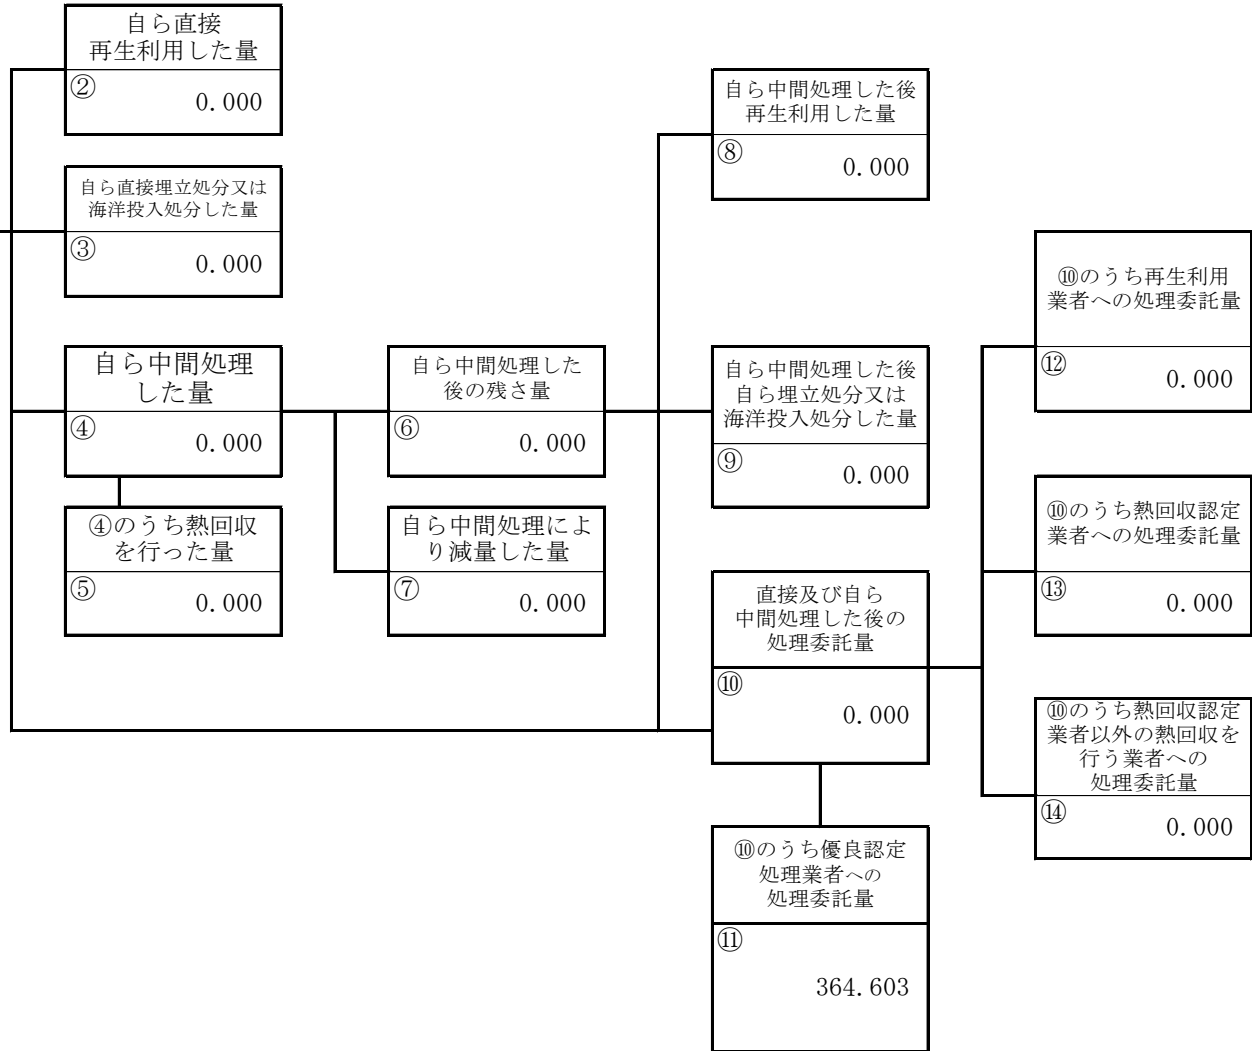 自ら直接
再生利用した量
②
0.000
自ら直接埋立処分又は
海洋投入処分した量
③
0.000
自ら中間処理
した量
④
0.000
④のうち熱回収
を行った量
⑤
0.000
自ら中間処理した
後の残さ量
⑥
0.000
自ら中間処理によ
り減量した量
⑦
0.000
自ら中間処理した後
再生利用した量
⑧
0.000
自ら中間処理した後
自ら埋立処分又は
海洋投入処分した量
⑨
0.000
直接及び自ら
中間処理した後の
処理委託量
⑩
0.000
⑩のうち優良認定
処理業者への
処理委託量
⑪
364.603
⑩のうち再生利用
業者への処理委託量
⑫
0.000
⑩のうち熱回収認定
業者への処理委託量
⑬
0.000
⑩のうち熱回収認定
業者以外の熱回収を
行う業者への
処理委託量
⑭
0.000